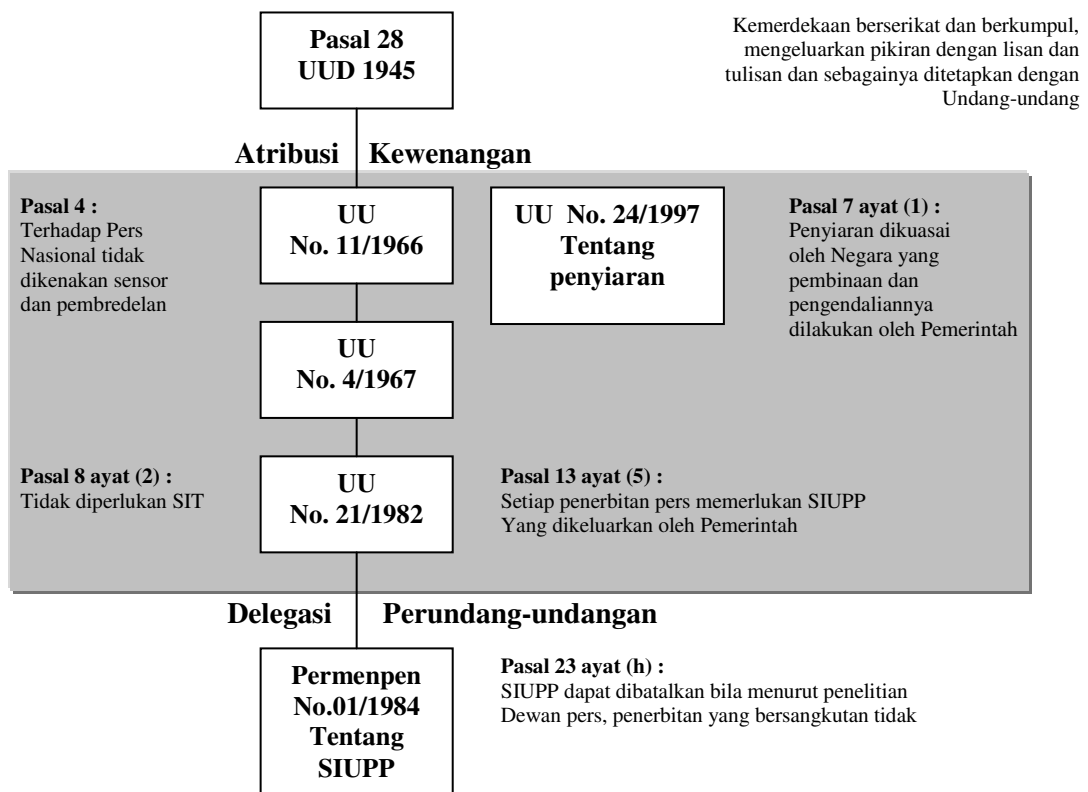 Pasal 28
UUD 1945
Kemerdekaan berserikat dan berkumpul,
mengeluarkan pikiran dengan lisan dan
tulisan dan sebagainya ditetapkan dengan
Undang-undang
Atribusi Kewenangan
Pasal 4 :
Terhadap Pers
Nasional tidak
dikenakan sensor
dan pembredelan
UU
No. 11/1966
UU No. 24/1997
Tentang
penyiaran
Pasal 7 ayat (1) :
Penyiaran dikuasai
oleh Negara yang
pembinaan dan
pengendaliannya
dilakukan oleh Pemerintah
UU
No. 4/1967
Pasal 8 ayat (2) :
Tidak diperlukan SIT
UU
No. 21/1982
Pasal 13 ayat (5) :
Setiap penerbitan pers memerlukan SIUPP
Yang dikeluarkan oleh Pemerintah
Delegasi Perundang-undangan
Permenpen
No.01/1984
Tentang
SIUPP
Pasal 23 ayat (h) :
SIUPP dapat dibatalkan bila menurut penelitian
Dewan pers, penerbitan yang bersangkutan tidak